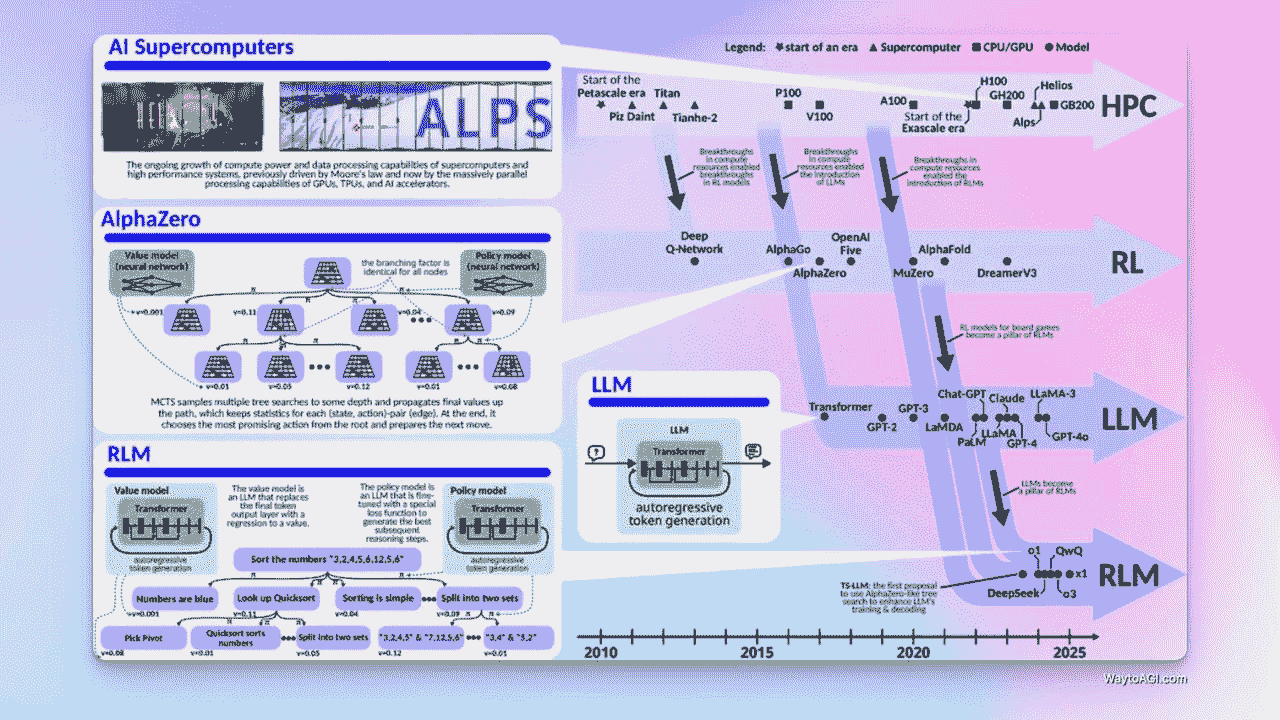 AI Supercomputers
ALPS
The ongoing growth of compute power and data processing capabilities of supercomputers and
high performance systems, previously driven by Moore's law and now by the massively parallel
processing capabilities of GPUs, TPUs, and AI accelerators.
AlphaZero
Value model
(neural network)
the branching factor is
identical for all nodes
Policy model
(neural network)
π π π π
v=0.001 v=0.11 v=0.04 v=0.09
π π π
v=0.01 v=0.05 v=0.12 v=0.01 v=0.08
MCTS samples multiple tree searches to some depth and propagates final values up
the path, which keeps statistics for each (state, action)-pair (edge). At the end, it
chooses the most promising action from the root and prepares the next move.
RLM
Value model
Transformer
autoregressive
token generation
The value model is
an LLM that replaces
the final token
output layer with a
regression to a value.
The policy model is
an LLM that is fine-
tuned with a special
loss function to
generate the best
subsequent
reasoning steps.
Policy model
Transformer
autoregressive
token generation
Sort the numbers "3,2,4,5,6,12,5,6"
Numbers are blue
Look up Quicksort
Sorting is simple
Split into two sets
v=0.001 v=0.11 v=0.04 v=0.09
Pick Pivot
Quicksort sorts
numbers
Split into two sets
"3,2,4,5" & "7,12,5,6"
"3,4" & "5,2"
v=0.08 v=0.01 v=0.05 v=0.12 v=0.01
LLM
LLM
Transformer
?
autoregressive
token generation
Legend: start of an era Supercomputer CPU/GPU Model
Start of the
Petascale era
Piz Daint
Titan
Tianhe-2
P100
V100
A100
Start of the
Exascale era
H100
GH200
Helios
Alps
GB200
HPC
Breakthroughs
in compute
resources enabled
breakthroughs
in RL models
Breakthroughs
in compute
resources enabled
the introduction
of LLMs
Breakthroughs in
compute resources
enabled the
introduction of RLMs
Deep
Q-Network
AlphaGo
AlphaZero
OpenAI
Five
MuZero
AlphaFold
DreamerV3
RL
RL models for board games
become a pillar of RLMs
Transformer
GPT-2
GPT-3
LaMDA
Chat-GPT
PaLM
LLaMA
Claude
GPT-4
LLaMA-3
GPT-4o
LLM
LLMs become
a pillar of RLMs
TS-LLM: the first proposal
to use AlphaZero-like tree
search to enhance LLM's
training & decoding
o1
QwQ
DeepSeek
o3
x1
RLM
2010 2015 2020 2025
WaytoAGI.com